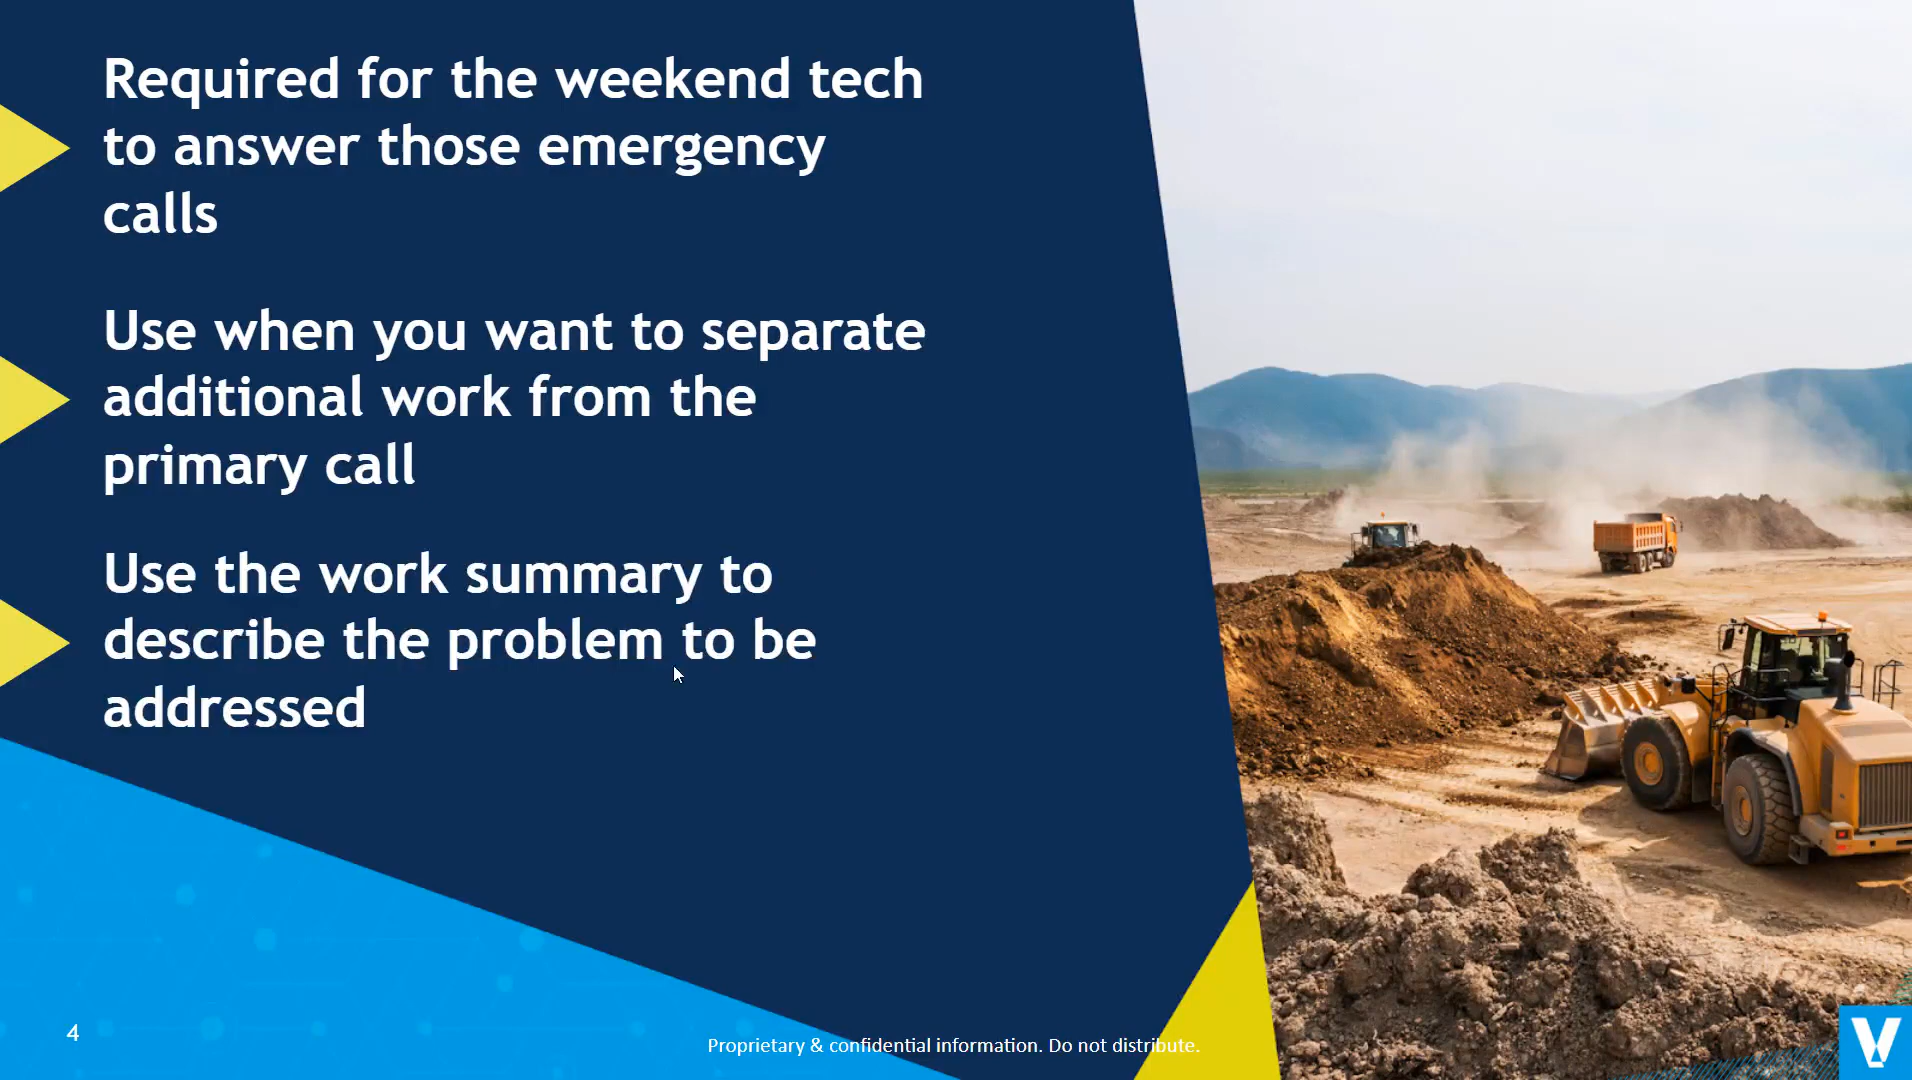 Required for the weekend tech
to answer those emergency
calls
Use when you want to separate
additional work from the
primary call
Use the work summary to
describe the problem to be
addressed
4
Proprietary & confidential information. Do not distribute.
V